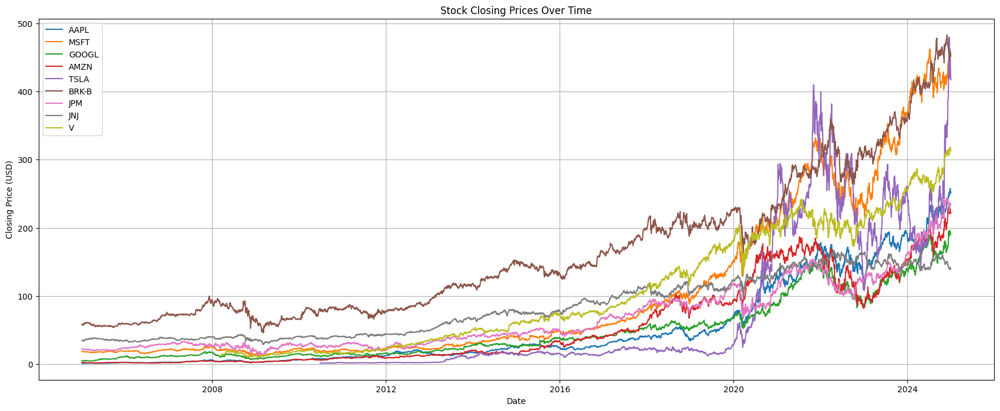 Stock Closing Prices Over Time
AAPL
MSFT
GOOGL
AMZN
TSLA
BRK-B
JPM
JNJ
V
Closing Price (USD)
500
400
300
200
100
0
2008
2012
2016
2020
2024
Date